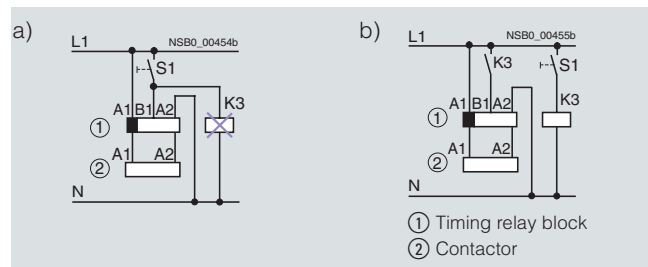 a)
L1 NSB0_00454b
S1
K3
A1 B1 A2
1
A1 A2
2
N
b)
L1 NSB0_00455b
K3 S1
K3
A1 B1 A2
1
A1 A2
2
N
1 Timing relay block
2 Contactor